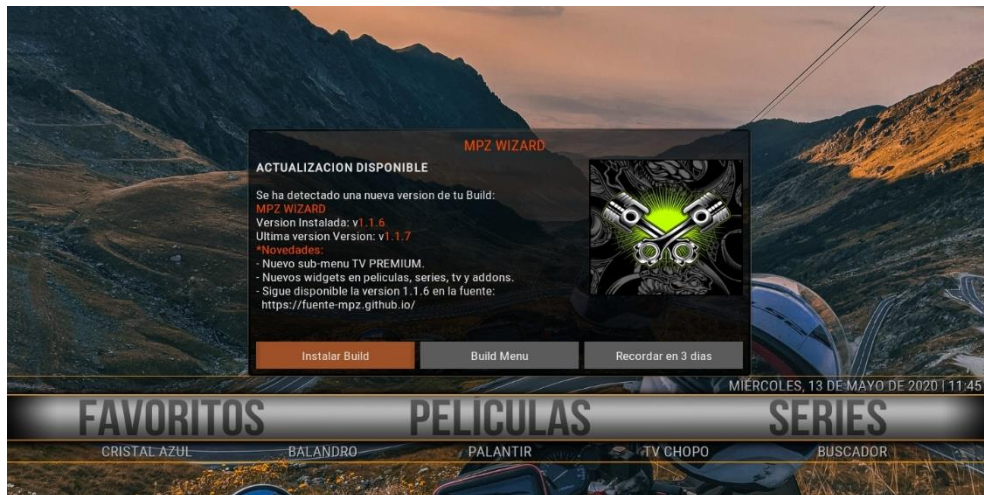 MPZ WIZARD
ACTUALIZACION DISPONIBLE
Se ha detectado una nueva version de tu Build:
MPZ WIZARD
Version Instalada: v1.1.6
Ultima version Version: v1.1.7
*Novedades:
- Nuevo sub-menu TV PREMIUM.
- Nuevos widgets en peliculas, series, tv y addons.
- Sigue disponible la version 1.1.6 en la fuente:
https://fuente-mpz.github.io/
Instalar Build Build Menu Recordar en 3 dias
MIÉRCOLES, 13 DE MAYO DE 2020 | 11:45
FAVORITOS PELÍCULAS SERIES
CRISTAL AZUL BALANDRO PALANTIR TV CHOPO BUSCADOR